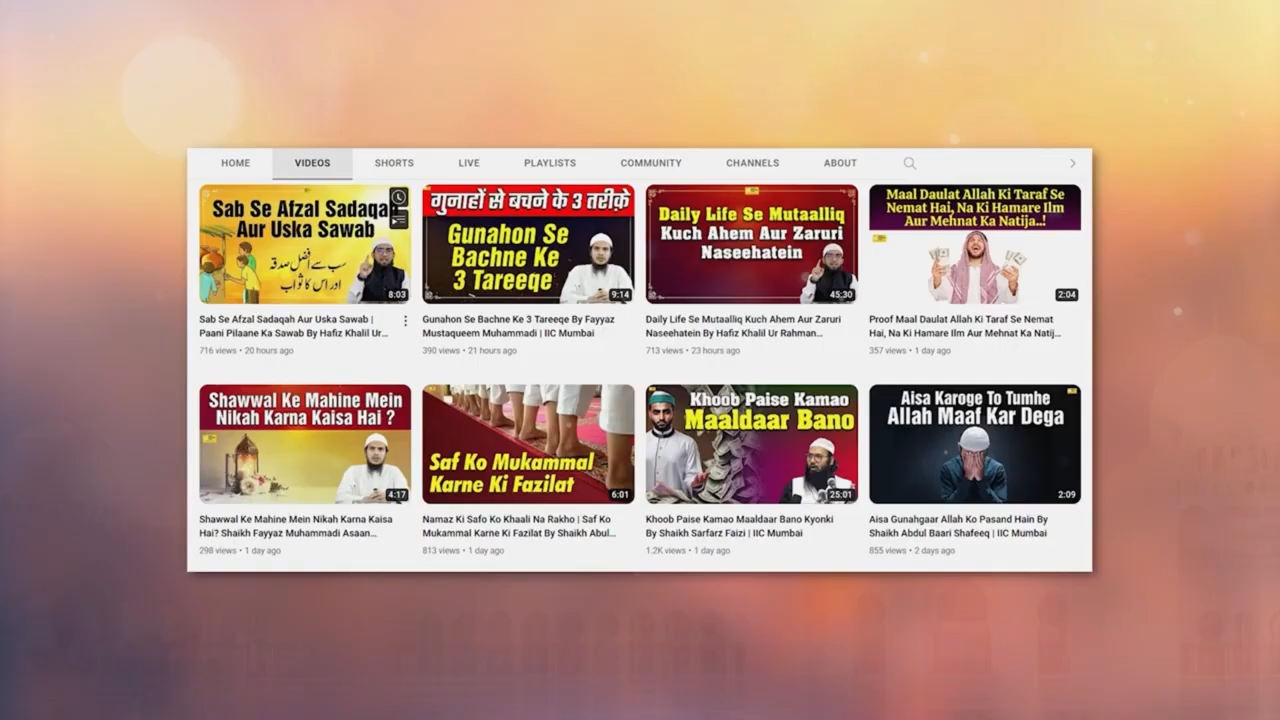 HOME VIDEOS SHORTS LIVE PLAYLISTS COMMUNITY CHANNELS ABOUT
Sab Se Afzal Sadaqah
Aur Uska Sawab
سب سے افضل صدقہ
اور اس کا ثواب
8:03
गुनाहों से बचने के 3 तरीक़े
Gunahon Se
Bachne Ke
3 Tareeqe
9:14
Daily Life Se Mutaalliq
Kuch Ahem Aur Zaruri
Naseehatein
45:30
Maal Daulat Allah Ki Taraf Se
Nemat Hai, Na Ki Hamare Ilm
Aur Mehnat Ka Natija..!
2:04
Sab Se Afzal Sadaqah Aur Uska Sawab |
Paani Pilaane Ka Sawab By Hafiz Khalil Ur...
716 views • 20 hours ago
Gunahon Se Bachne Ke 3 Tareeqe By Fayyaz
Mustaqueem Muhammadi | IIC Mumbai
390 views • 21 hours ago
Daily Life Se Mutaalliq Kuch Ahem Aur Zaruri
Naseehatein By Hafiz Khalil Ur Rahman...
713 views • 23 hours ago
Proof Maal Daulat Allah Ki Taraf Se Nemat
Hai, Na Ki Hamare Ilm Aur Mehnat Ka Natij...
357 views • 1 day ago
Shawwal Ke Mahine Mein
Nikah Karna Kaisa Hai ?
4:17
Saf Ko Mukammal
Karne Ki Fazilat
6:01
Khoob Paise Kamao
Maaldaar Bano
25:01
Aisa Karoge To Tumhe
Allah Maaf Kar Dega
2:09
Shawwal Ke Mahine Mein Nikah Karna Kaisa
Hai? Shaikh Fayyaz Muhammadi Asaan...
298 views • 1 day ago
Namaz Ki Safo Ko Khaali Na Rakho | Saf Ko
Mukammal Karne Ki Fazilat By Shaikh Abul...
813 views • 1 day ago
Khoob Paise Kamao Maaldaar Bano Kyonki
By Shaikh Sarfarz Faizi | IIC Mumbai
1.2K views • 1 day ago
Aisa Gunahgaar Allah Ko Pasand Hain By
Shaikh Abdul Baari Shafeeq | IIC Mumbai
855 views • 2 days ago